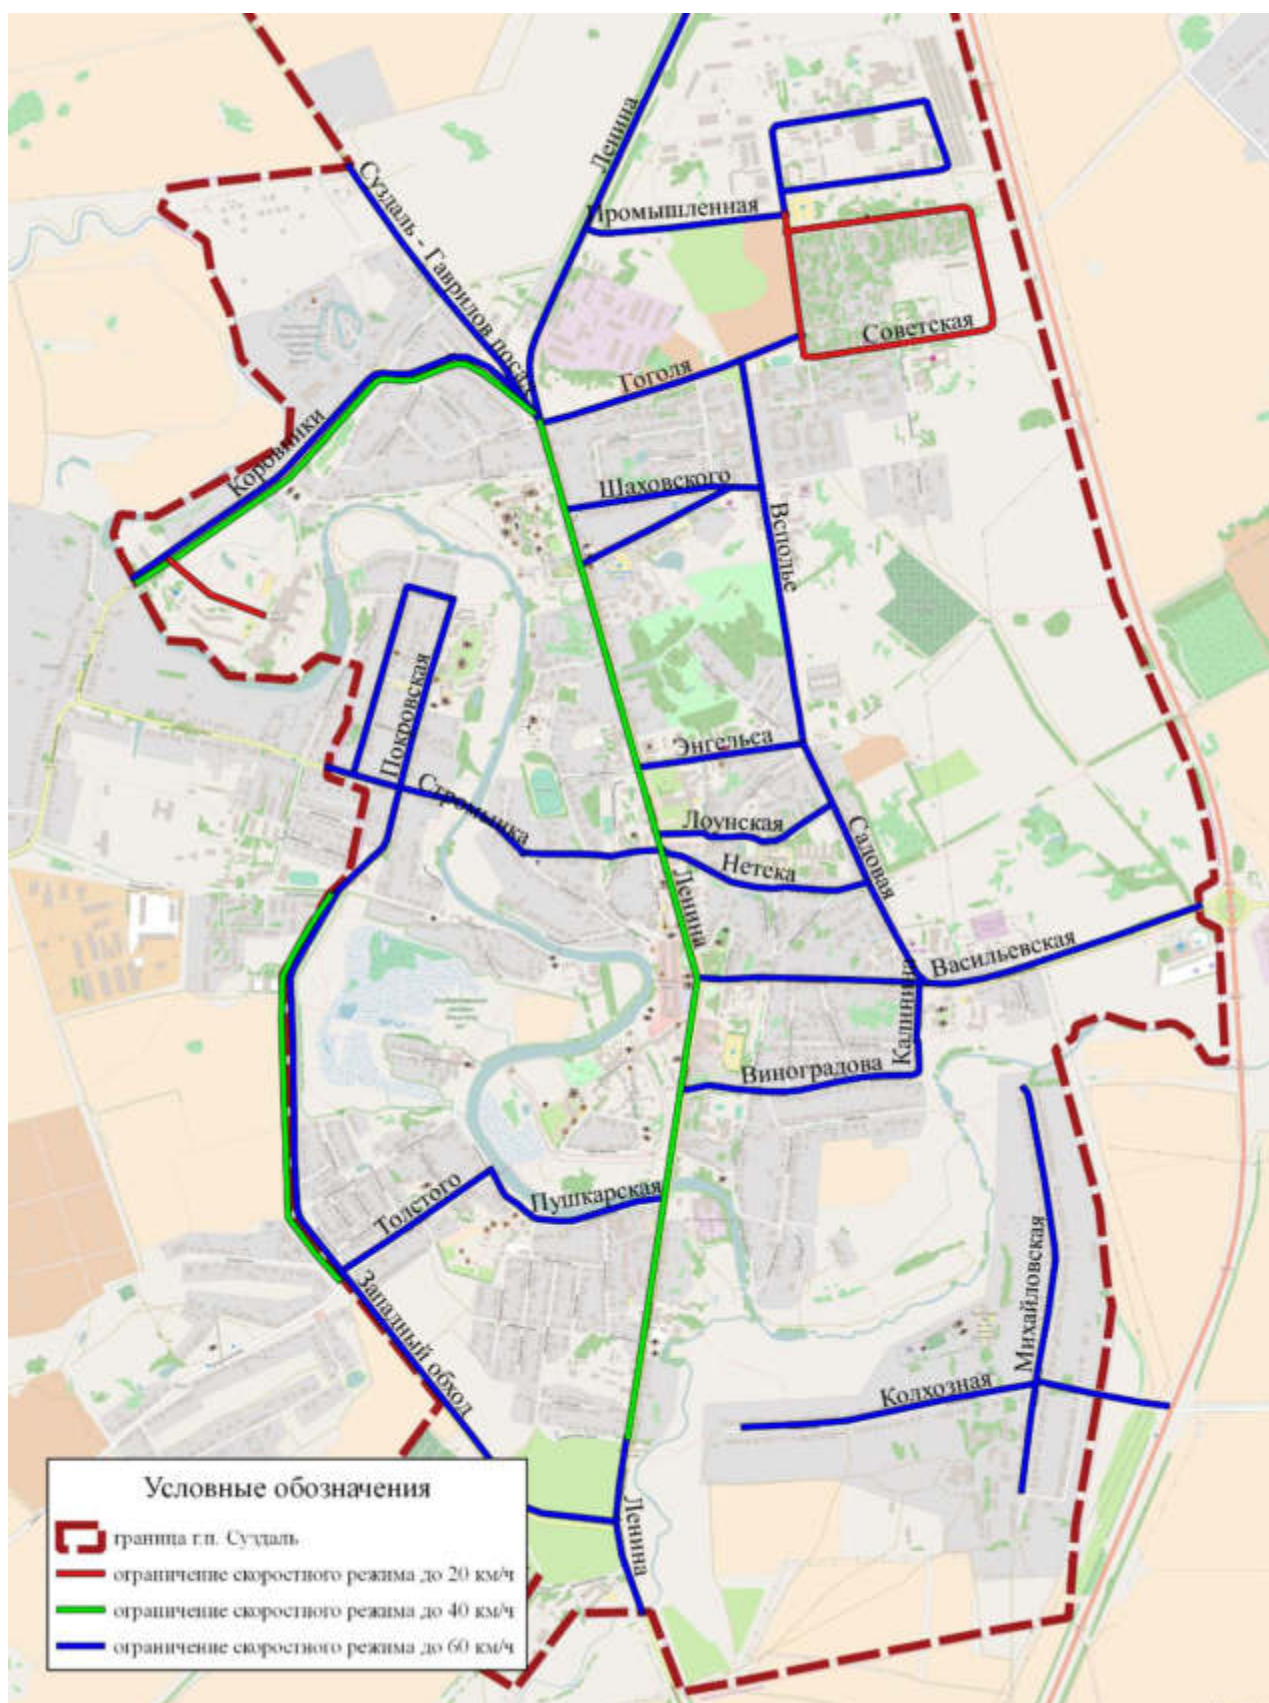 Ленина
Суздаль - Гаврилов посад
Промышленная
Советская
Гоголя
Коровники
Шаховского
Всполье
Покровская
Энгельса
Стромынка
Лоунская
Садовая
Нетека
Ленина
Васильевская
Калинина
Виноградова
Толстого
Пушкарская
Михайловская
Западный обход
Колхозная
Ленина
Условные обозначения
граница г.п. Суздаль
ограничение скоростного режима до 20 км/ч
ограничение скоростного режима до 40 км/ч
ограничение скоростного режима до 60 км/ч